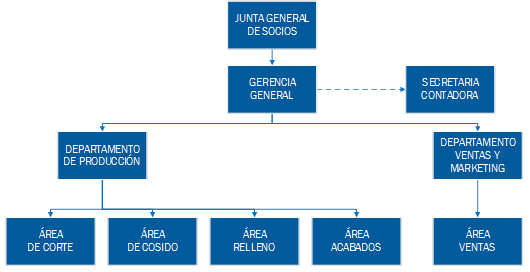 JUNTA GENERAL
DE SOCIOS
GERENCIA
GENERAL
SECRETARIA
CONTADORA
DEPARTAMENTO
DE PRODUCCIÓN
DEPARTAMENTO
VENTAS Y
MARKETING
ÁREA
DE CORTE
ÁREA
DE COSIDO
ÁREA
RELLENO
ÁREA
ACABADOS
ÁREA
VENTAS